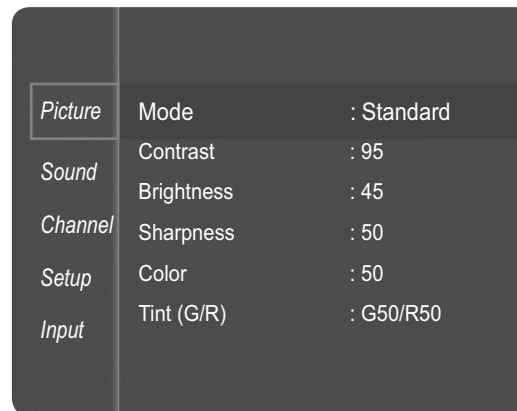 Picture
Sound
Channel
Setup
Input
Mode : Standard
Contrast : 95
Brightness : 45
Sharpness : 50
Color : 50
Tint (G/R) : G50/R50